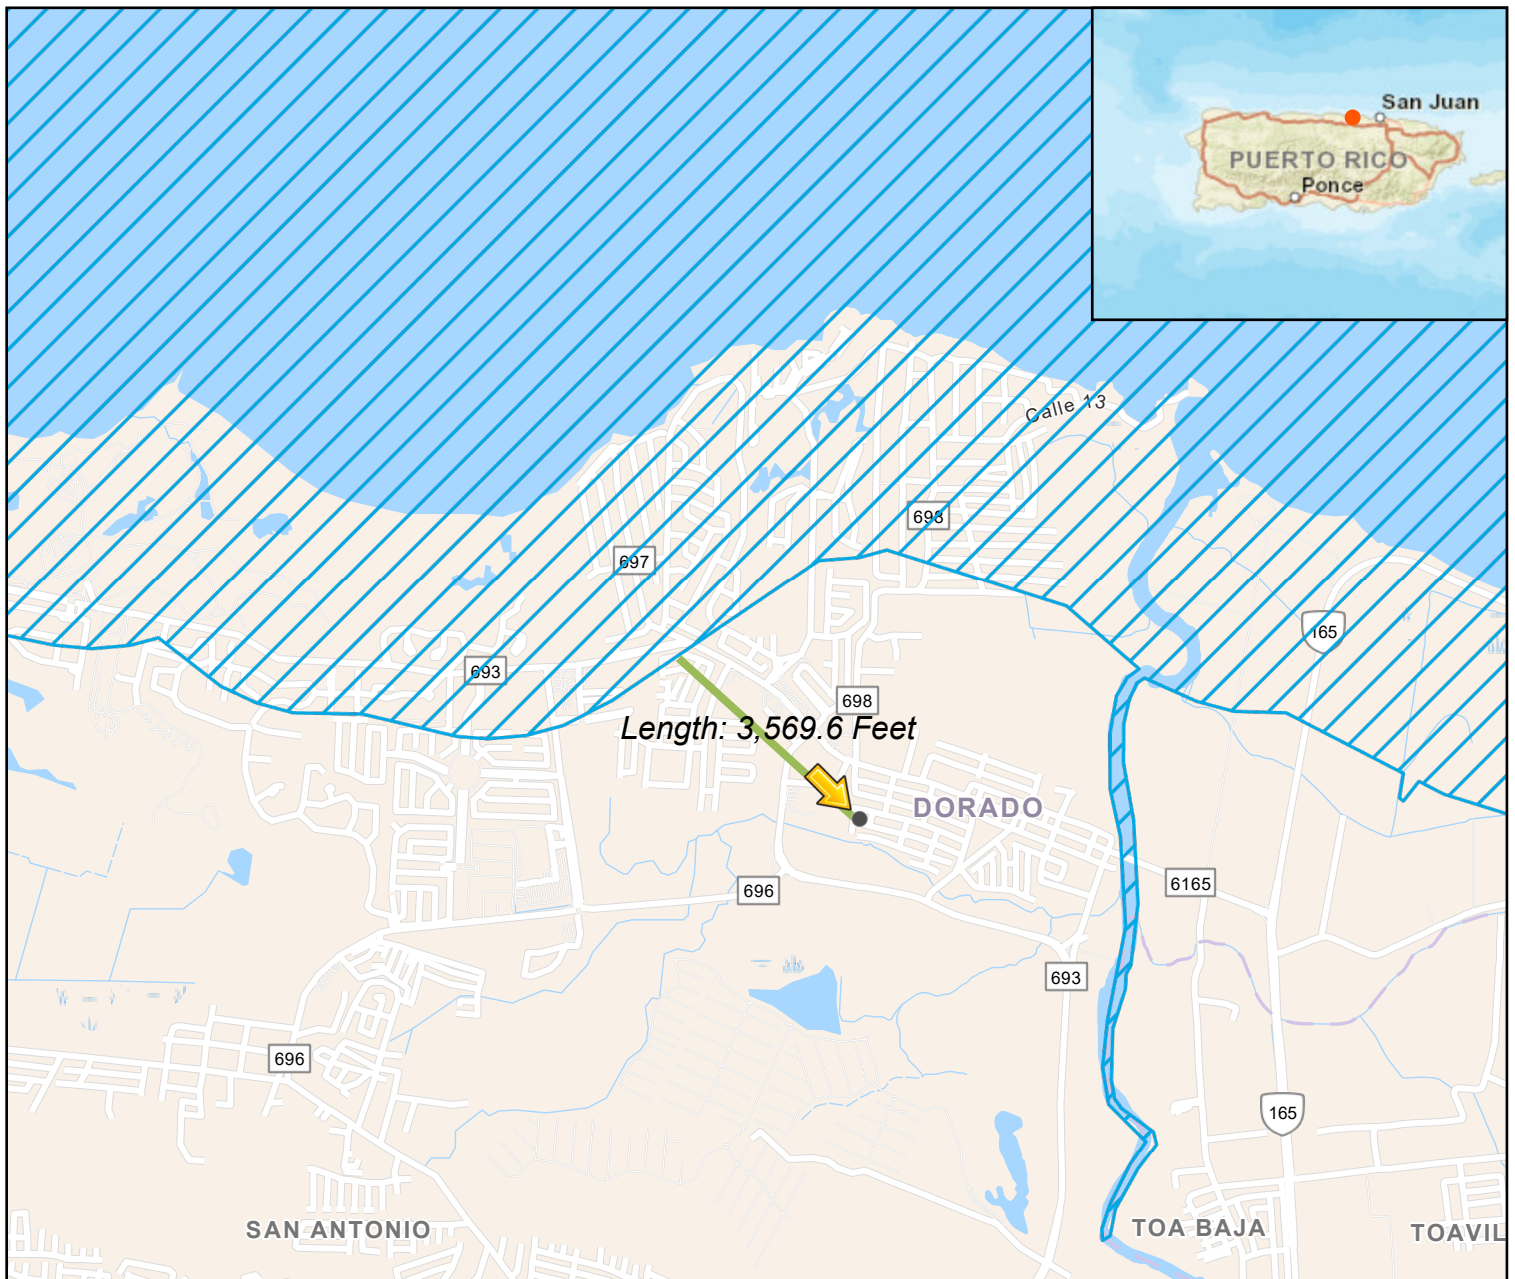 San Juan
PUERTO RICO
Ponce
Calle 13
698
697
165
693
698
Length: 3,569.6 Feet
DORADO
696
6165
693
696
165
SAN ANTONIO
TOA BAJA
TOAVIL